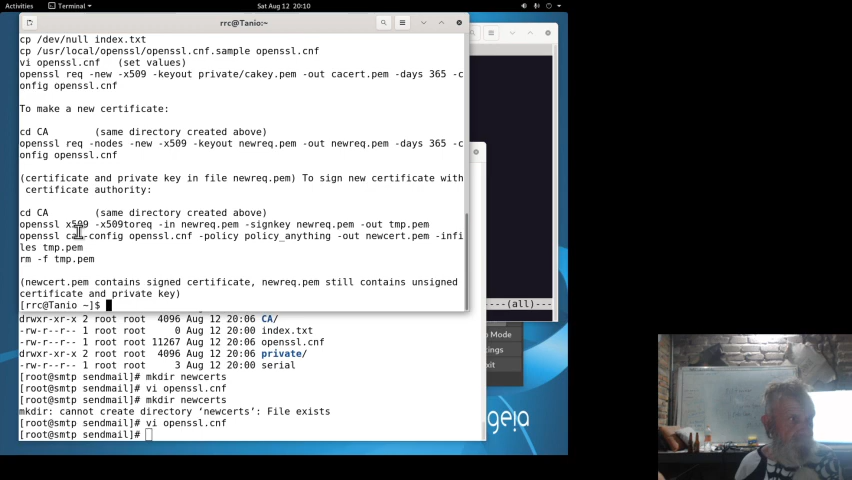 Activities
Terminal
Sat Aug 12 20:10
rrc@Tanio:~
cp /dev/null index.txt
cp /usr/local/openssl/openssl.cnf.sample openssl.cnf
vi openssl.cnf (set values)
openssl req -new -x509 -keyout private/cakey.pem -out cacert.pem -days 365 -c
onfig openssl.cnf
To make a new certificate:
cd CA (same directory created above)
openssl req -nodes -new -x509 -keyout newreq.pem -out newreq.pem -days 365 -c
onfig openssl.cnf
(certificate and private key in file newreq.pem) To sign new certificate with
certificate authority:
cd CA (same directory created above)
openssl x509 -x509toreq -in newreq.pem -signkey newreq.pem -out tmp.pem
openssl ca -config openssl.cnf -policy policy_anything -out newcert.pem -infi
les tmp.pem
rm -f tmp.pem
(newcert.pem contains signed certificate, newreq.pem still contains unsigned
certificate and private key)
[rrc@Tanio ~]$
----(all)---
drwxr-xr-x 2 root root 4096 Aug 12 20:06 CA/
-rw-r--r-- 1 root root 0 Aug 12 20:00 index.txt
-rw-r--r-- 1 root root 11267 Aug 12 20:06 openssl.cnf
drwxr-xr-x 2 root root 4096 Aug 12 20:06 private/
-rw-r--r-- 1 root root 3 Aug 12 20:00 serial
[root@smtp sendmail]# mkdir newcerts
[root@smtp sendmail]# vi openssl.cnf
[root@smtp sendmail]# mkdir newcerts
mkdir: cannot create directory ‘newcerts’: File exists
[root@smtp sendmail]# vi openssl.cnf
[root@smtp sendmail]#
Mode
geia